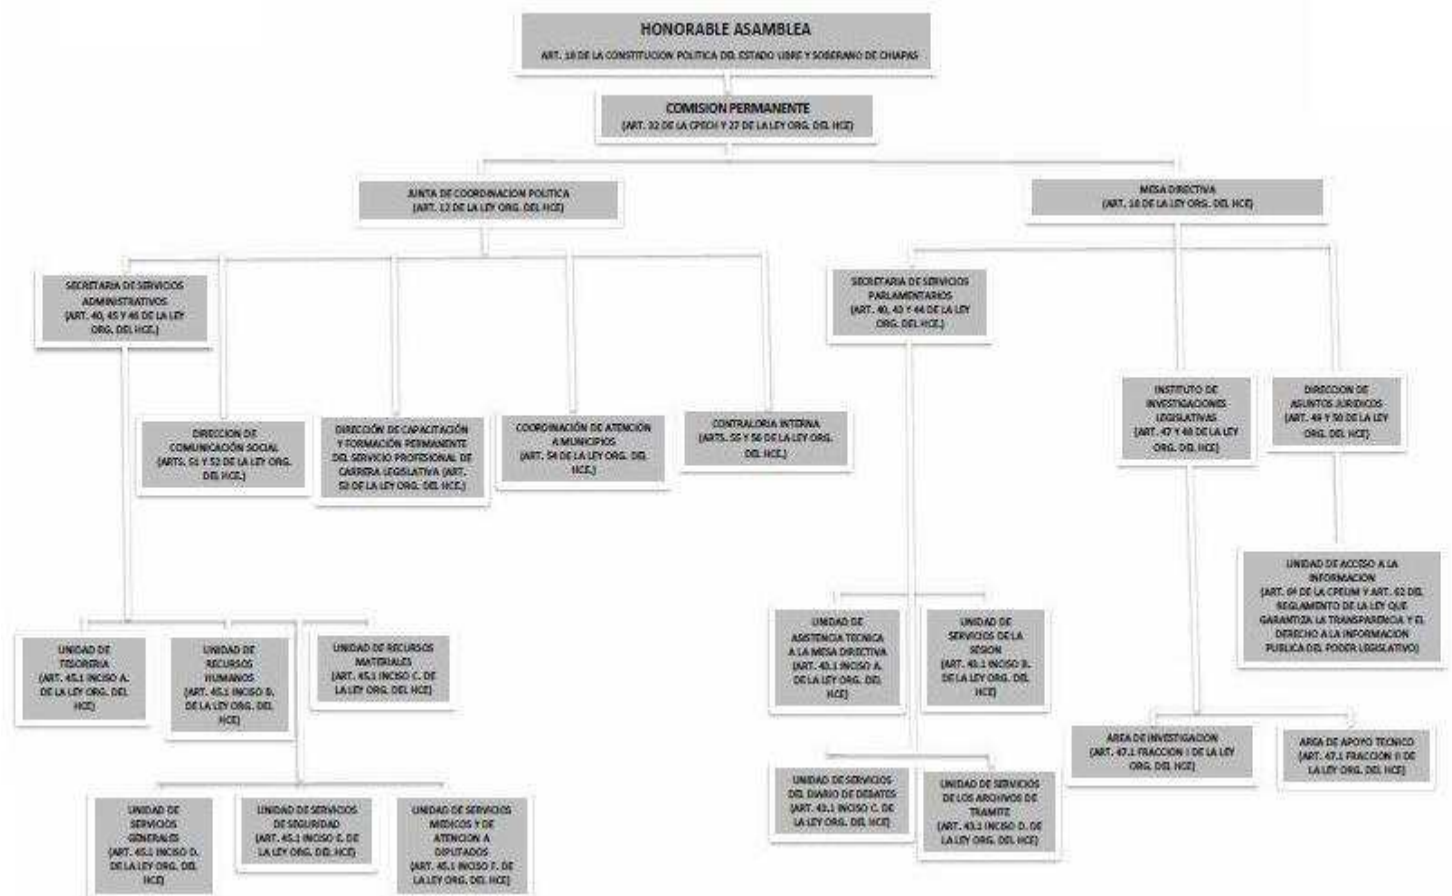 HONORABLE ASAMBLEA
ART. 18 DE LA CONSTITUCION POLITICA DEL ESTADO LIBRE Y SOBERANO DE CHIAPAS
COMISION PERMANENTE
(ART. 32 DE LA CPECH Y 27 DE LA LEY ORG. DEL HCE)
JUNTA DE COORDINACION POLITICA
(ART. 12 DE LA LEY ORG. DEL HCE)
MESA DIRECTIVA
(ART. 18 DE LA LEY ORG. DEL HCE)
SECRETARIA DE SERVICIOS
ADMINISTRATIVOS
(ART. 40, 45 Y 46 DE LA LEY
ORG. DEL HCE.)
SECRETARIA DE SERVICIOS
PARLAMENTARIOS
(ART. 40, 43 Y 44 DE LA LEY
ORG. DEL HCE.)
DIRECCION DE
COMUNICACIÓN SOCIAL
(ARTS. 51 Y 52 DE LA LEY ORG.
DEL HCE.)
DIRECCIÓN DE CAPACITACIÓN
Y FORMACIÓN PERMANENTE
DEL SERVICIO PROFESIONAL DE
CARRERA LEGISLATIVA (ART.
53 DE LA LEY ORG. DEL HCE.)
COORDINACIÓN DE ATENCIÓN
A MUNICIPIOS
(ART. 54 DE LA LEY ORG. DEL
HCE.)
CONTRALORIA INTERNA
(ARTS. 55 Y 56 DE LA LEY ORG.
DEL HCE.)
INSTITUTO DE
INVESTIGACIONES
LEGISLATIVAS
(ART. 47 Y 48 DE LA LEY
ORG. DEL HCE)
DIRECCION DE
ASUNTOS JURIDICOS
(ART. 49 Y 50 DE LA LEY
ORG. DEL HCE)
UNIDAD DE ACCESO A LA
INFORMACION
(ART. 6º DE LA CPEUM Y ART. 62 DEL
REGLAMENTO DE LA LEY QUE
GARANTIZA LA TRANSPARENCIA Y EL
DERECHO A LA INFORMACION
PUBLICA DEL PODER LEGISLATIVO)
UNIDAD DE
TESORERIA
(ART. 45.1 INCISO A.
DE LA LEY ORG. DEL
HCE)
UNIDAD DE
RECURSOS
HUMANOS
(ART. 45.1 INCISO B.
DE LA LEY ORG. DEL
HCE)
UNIDAD DE RECURSOS
MATERIALES
(ART. 45.1 INCISO C. DE
LA LEY ORG. DEL HCE)
UNIDAD DE
ASISTENCIA TECNICA
A LA MESA DIRECTIVA
(ART. 43.1 INCISO A.
DE LA LEY ORG. DEL
HCE)
UNIDAD DE
SERVICIOS DE LA
SESION
(ART. 43.1 INCISO B.
DE LA LEY ORG. DEL
HCE)
AREA DE INVESTIGACION
(ART. 47.1 FRACCION I DE LA LEY
ORG. DEL HCE)
AREA DE APOYO TECNICO
(ART. 47.1 FRACCION II DE
LA LEY ORG. DEL HCE)
UNIDAD DE
SERVICIOS
GENERALES
(ART. 45.1 INCISO D.
DE LA LEY ORG. DEL
HCE)
UNIDAD DE SERVICIOS
DE SEGURIDAD
(ART. 45.1 INCISO E. DE
LA LEY ORG. DEL HCE)
UNIDAD DE SERVICIOS
MEDICOS Y DE
ATENCION A
DIPUTADOS
(ART. 45.1 INCISO F. DE
LA LEY ORG. DEL HCE)
UNIDAD DE SERVICIOS
DEL DIARIO DE DEBATES
(ART. 43.1 INCISO C. DE
LA LEY ORG. DEL HCE)
UNIDAD DE SERVICIOS
DE LOS ARCHIVOS DE
TRAMITE
(ART. 43.1 INCISO D. DE
LA LEY ORG. DEL HCE)